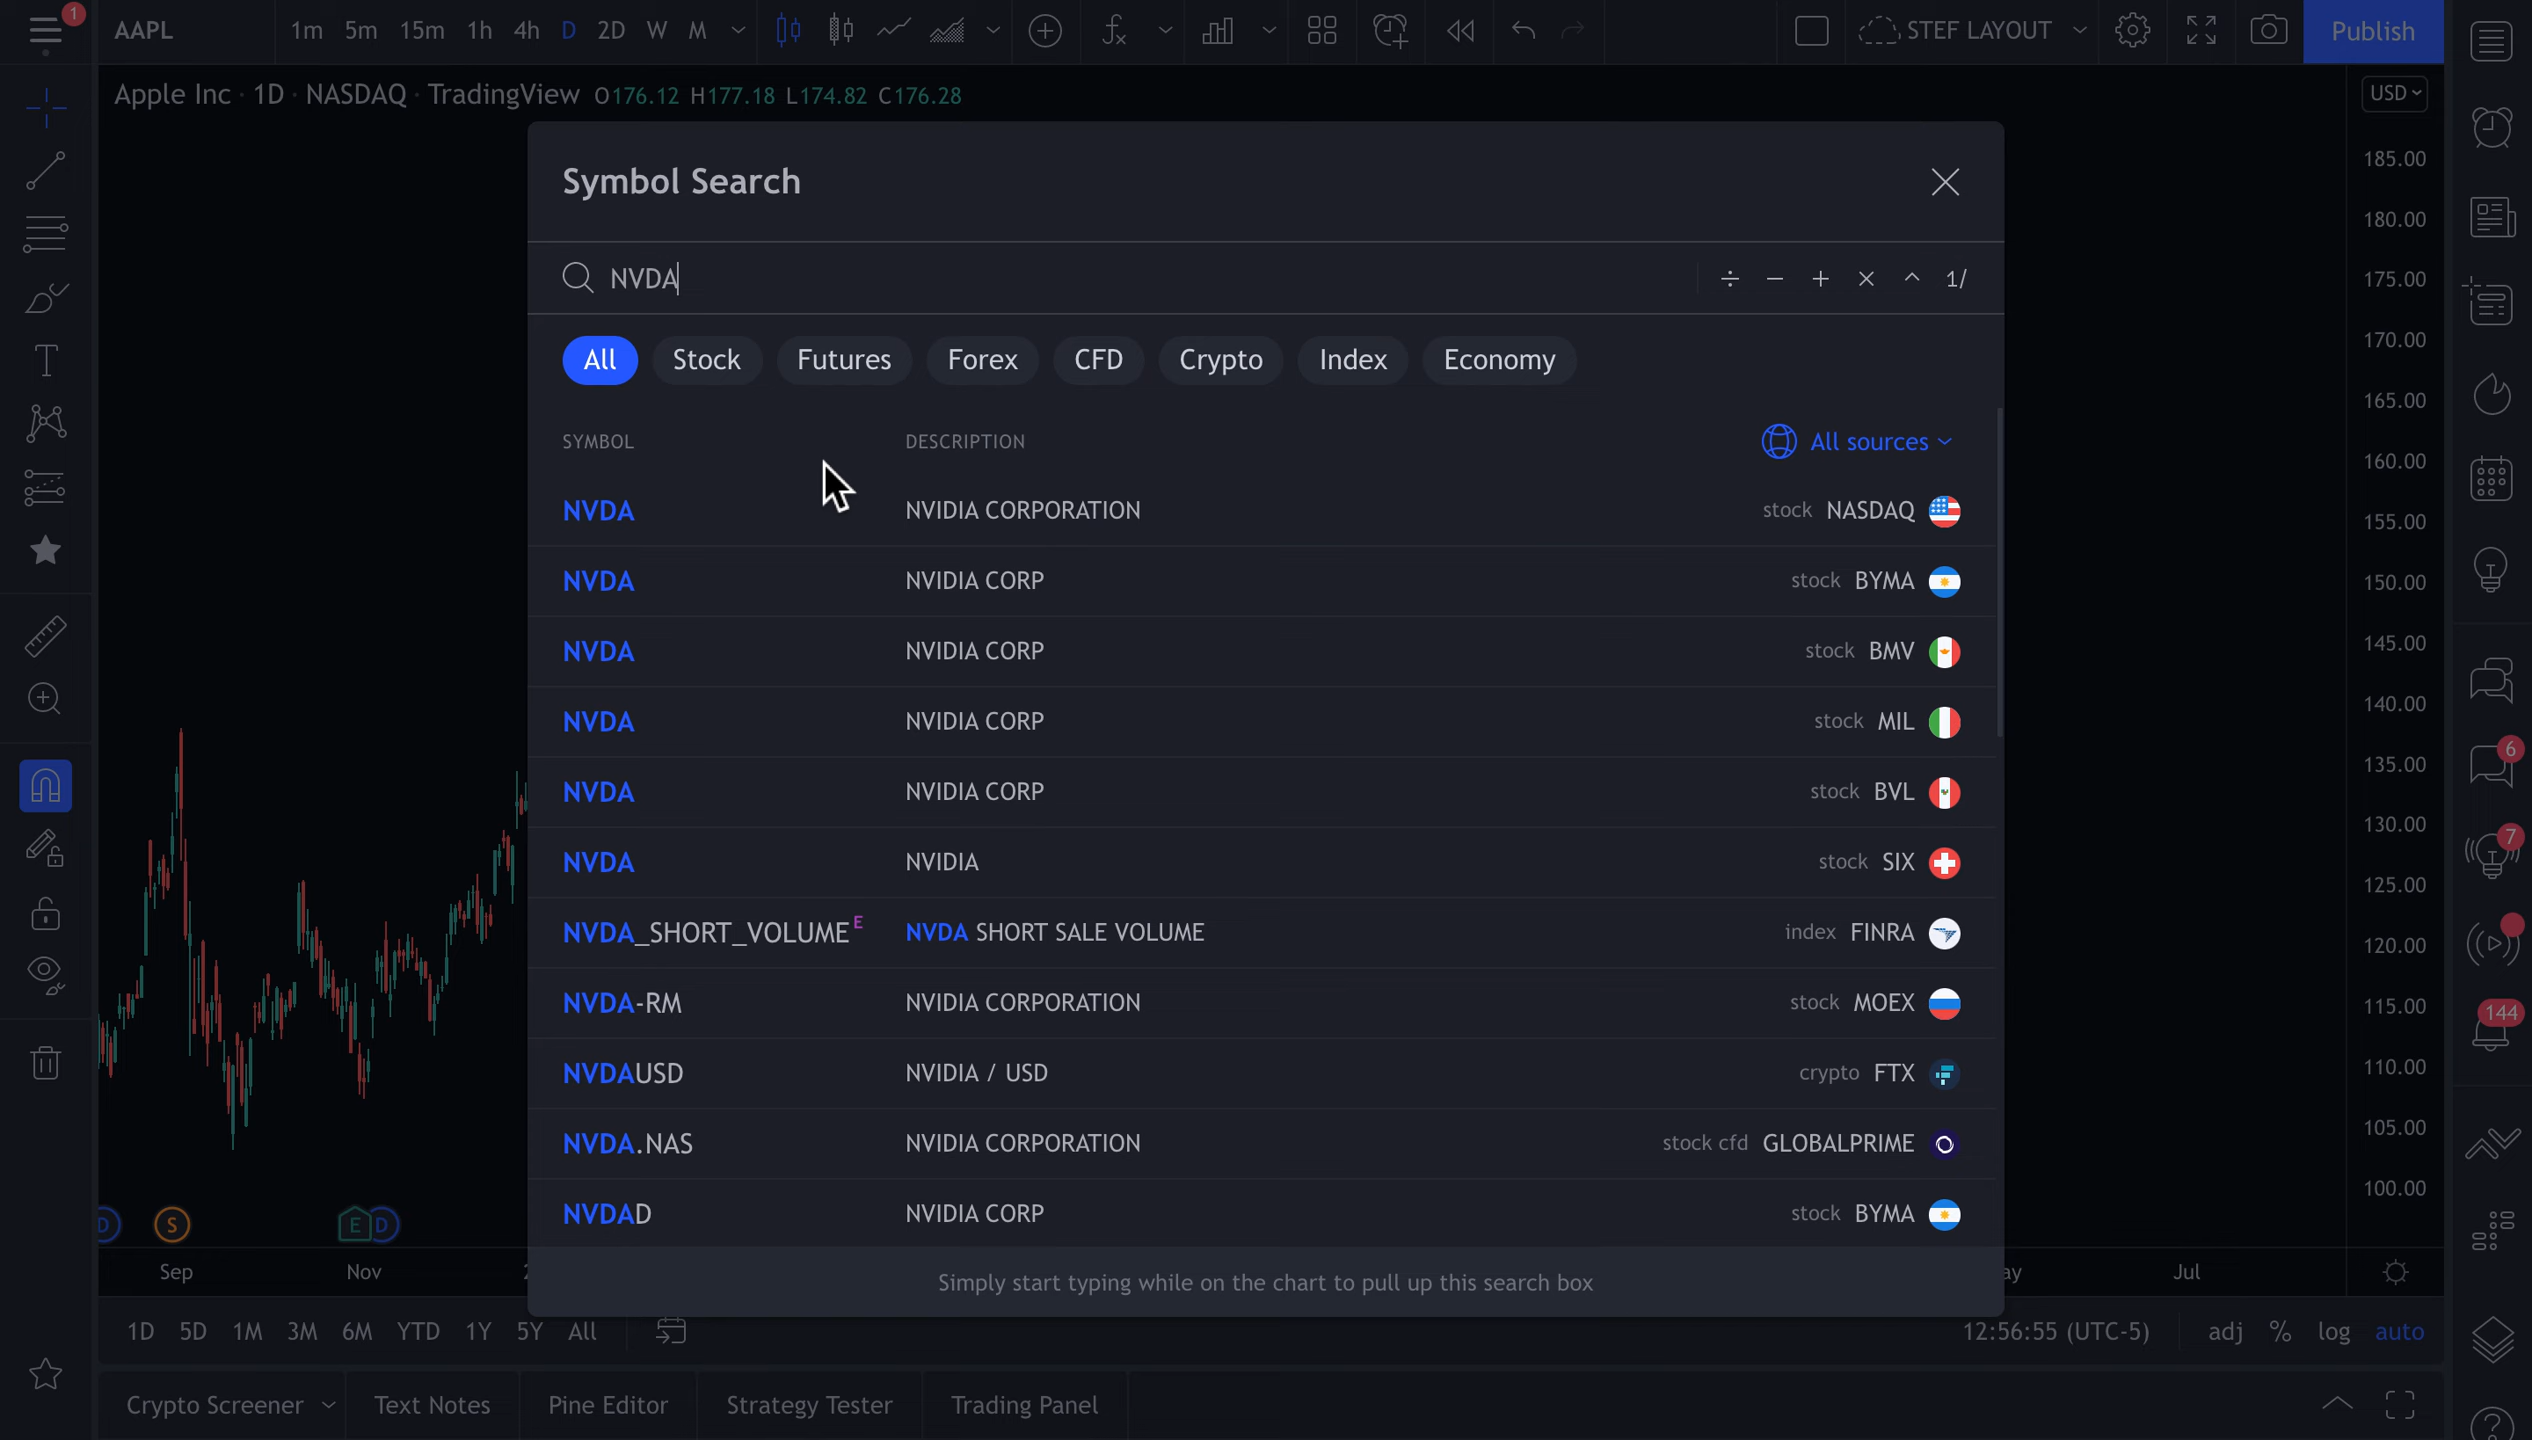 1
AAPL
1m 5m 15m 1h 4h D 2D W M
STEF LAYOUT
Publish
Apple Inc · 1D · NASDAQ · TradingView O176.12 H177.18 L174.82 C176.28
USD
Symbol Search
NVDA
÷ − + × ^ 1/
All Stock Futures Forex CFD Crypto Index Economy
SYMBOL DESCRIPTION All sources
NVDA NVIDIA CORPORATION stock NASDAQ
NVDA NVIDIA CORP stock BYMA
NVDA NVIDIA CORP stock BMV
NVDA NVIDIA CORP stock MIL
NVDA NVIDIA CORP stock BVL
NVDA NVIDIA stock SIX
NVDA_SHORT_VOLUME E NVDA SHORT SALE VOLUME index FINRA
NVDA-RM NVIDIA CORPORATION stock MOEX
NVDAUSD NVIDIA / USD crypto FTX
NVDA.NAS NVIDIA CORPORATION stock cfd GLOBALPRIME
NVDAD NVIDIA CORP stock BYMA
Simply start typing while on the chart to pull up this search box
185.00
180.00
175.00
170.00
165.00
160.00
155.00
150.00
145.00
140.00
135.00
130.00
125.00
120.00
115.00
110.00
105.00
100.00
6
7
144
D S E D
Sep Nov Jul
1D 5D 1M 3M 6M YTD 1Y 5Y All
12:56:55 (UTC-5) adj % log auto
Crypto Screener Text Notes Pine Editor Strategy Tester Trading Panel